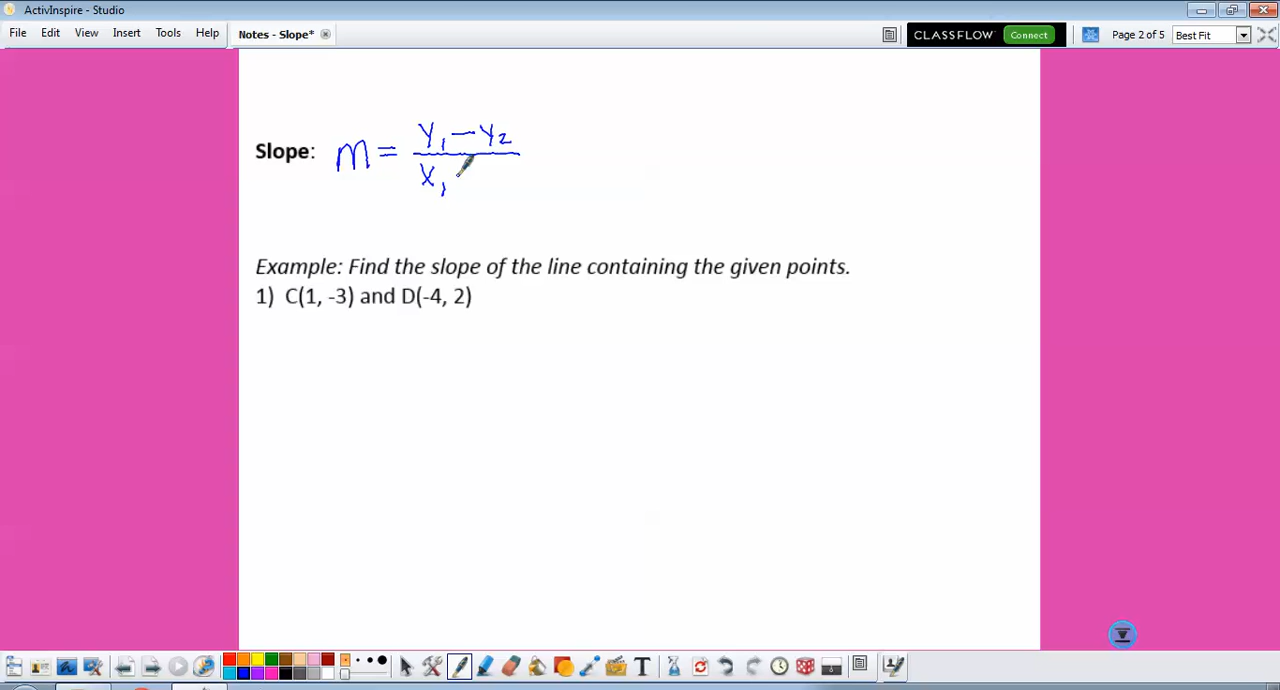 ActivInspire - Studio
File Edit View Insert Tools Help Notes - Slope* CLASSFLOW Connect Page 2 of 5 Best Fit
y₁ - y₂
Slope: m =
x₁
Example: Find the slope of the line containing the given points.
1) C(1, -3) and D(-4, 2)
T